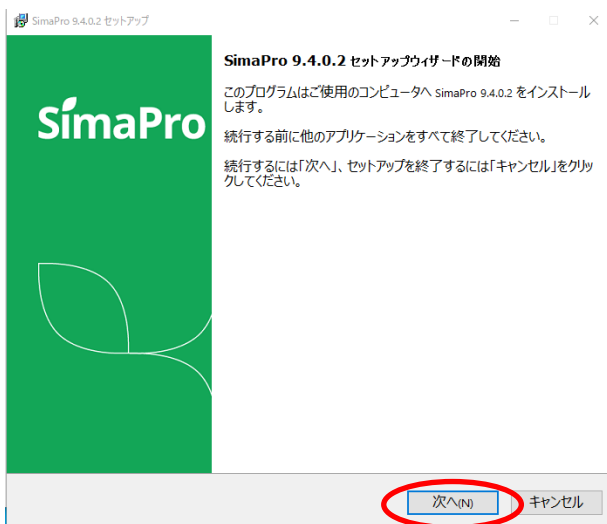 SimaPro 9.4.0.2 セットアップ
SimaPro
SimaPro 9.4.0.2 セットアップウィザードの開始
このプログラムはご使用のコンピュータへ SimaPro 9.4.0.2 をインストール
します。
続行する前に他のアプリケーションをすべて終了してください。
続行するには「次へ」、セットアップを終了するには「キャンセル」をクリッ
クしてください。
次へ(N)
キャンセル